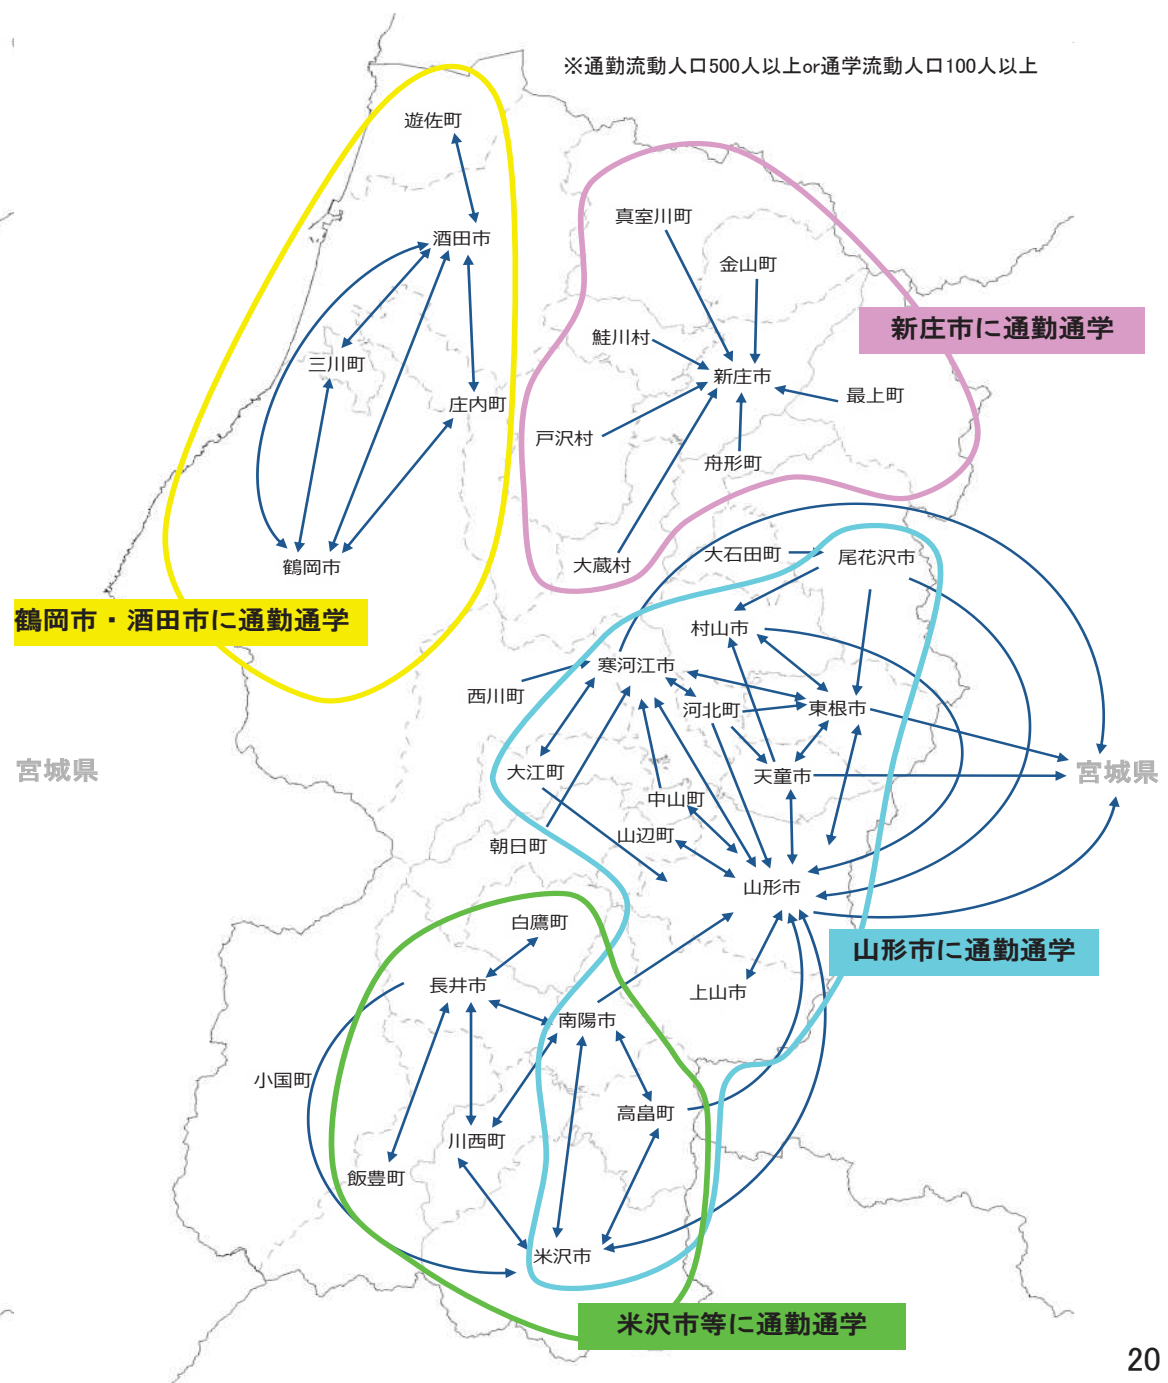 ※通勤流動人口500人以上or通学流動人口100人以上
遊佐町
酒田市
三川町
庄内町
鶴岡市
鶴岡市・酒田市に通勤通学
真室川町
金山町
鮭川村
新庄市
最上町
戸沢村
舟形町
大蔵村
新庄市に通勤通学
大石田町
尾花沢市
村山市
寒河江市
西川町
河北町
東根市
宮城県
宮城県
大江町
天童市
中山町
山辺町
朝日町
山形市
山形市に通勤通学
上山市
白鷹町
長井市
南陽市
小国町
高畠町
川西町
飯豊町
米沢市
米沢市等に通勤通学
20